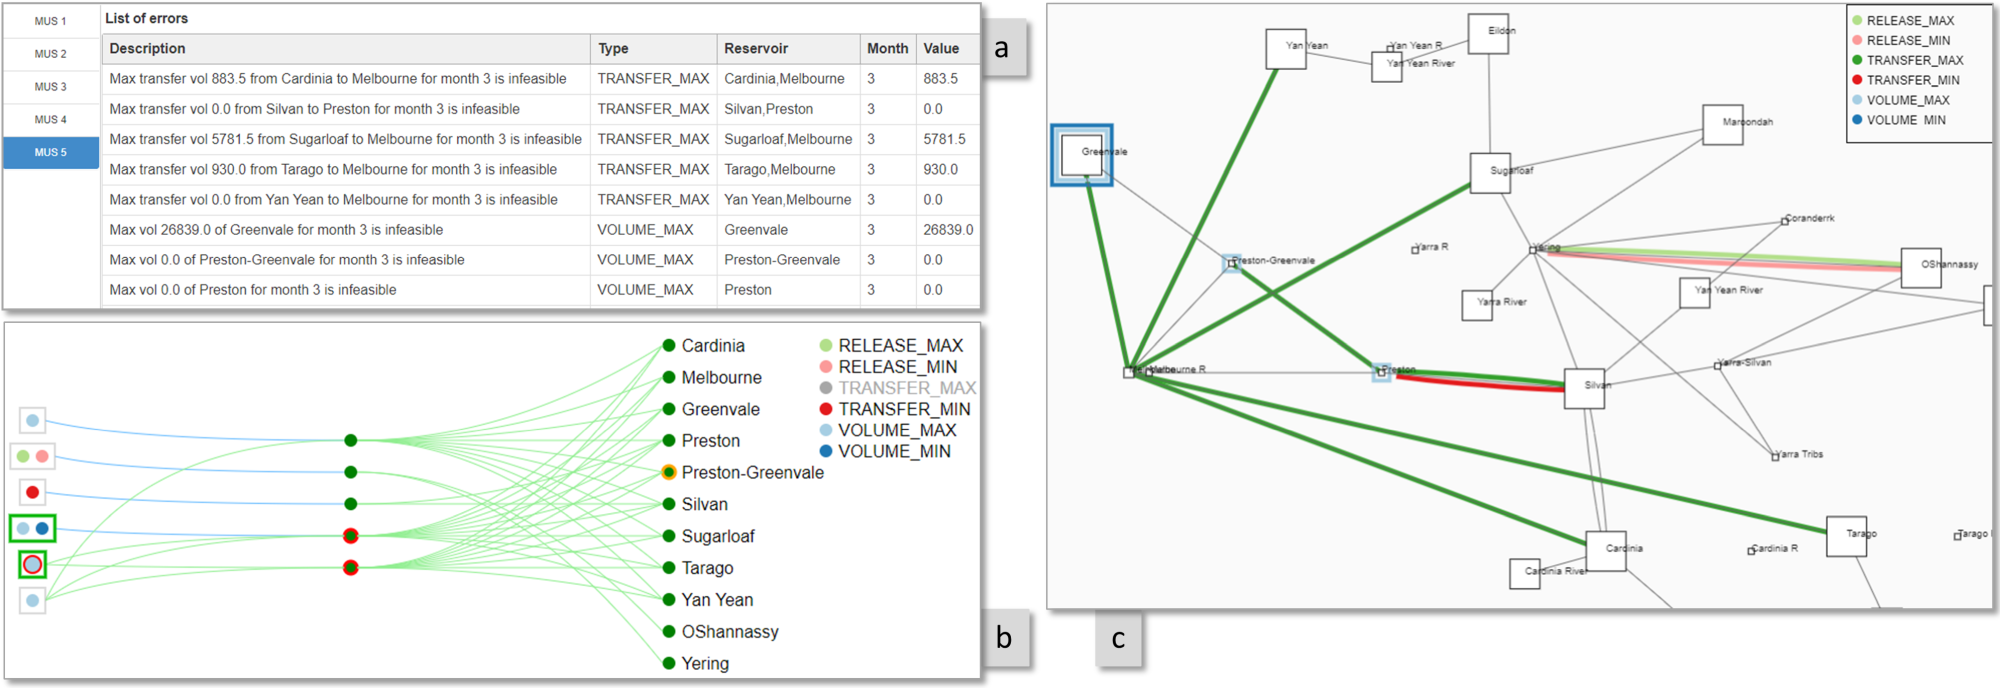 MUS 1
MUS 2
MUS 3
MUS 4
MUS 5
List of errors
Description Type Reservoir Month Value
Max transfer vol 883.5 from Cardinia to Melbourne for month 3 is infeasible TRANSFER_MAX Cardinia,Melbourne 3 883.5
Max transfer vol 0.0 from Silvan to Preston for month 3 is infeasible TRANSFER_MAX Silvan,Preston 3 0.0
Max transfer vol 5781.5 from Sugarloaf to Melbourne for month 3 is infeasible TRANSFER_MAX Sugarloaf,Melbourne 3 5781.5
Max transfer vol 930.0 from Tarago to Melbourne for month 3 is infeasible TRANSFER_MAX Tarago,Melbourne 3 930.0
Max transfer vol 0.0 from Yan Yean to Melbourne for month 3 is infeasible TRANSFER_MAX Yan Yean,Melbourne 3 0.0
Max vol 26839.0 of Greenvale for month 3 is infeasible VOLUME_MAX Greenvale 3 26839.0
Max vol 0.0 of Preston-Greenvale for month 3 is infeasible VOLUME_MAX Preston-Greenvale 3 0.0
Max vol 0.0 of Preston for month 3 is infeasible VOLUME_MAX Preston 3 0.0
a
Cardinia
Melbourne
Greenvale
Preston
Preston-Greenvale
Silvan
Sugarloaf
Tarago
Yan Yean
OShannassy
Yering
RELEASE_MAX
RELEASE_MIN
TRANSFER_MAX
TRANSFER_MIN
VOLUME_MAX
VOLUME_MIN
b
RELEASE_MAX
RELEASE_MIN
TRANSFER_MAX
TRANSFER_MIN
VOLUME_MAX
VOLUME MIN
Yan Yean
Yan Yean R
Yan Yean River
Eildon
Maroondah
Greenvale
Sugarloaf
Coranderrk
Yarra R
Yering
Preston-Greenvale
OShannassy
Yan Yean River
Yarra River
Melbourne R
Preston
Yarra-Silvan
Silvan
Yarra Tribs
Tarago
Tarago
Cardinia
Cardinia R
Cardinia River
c